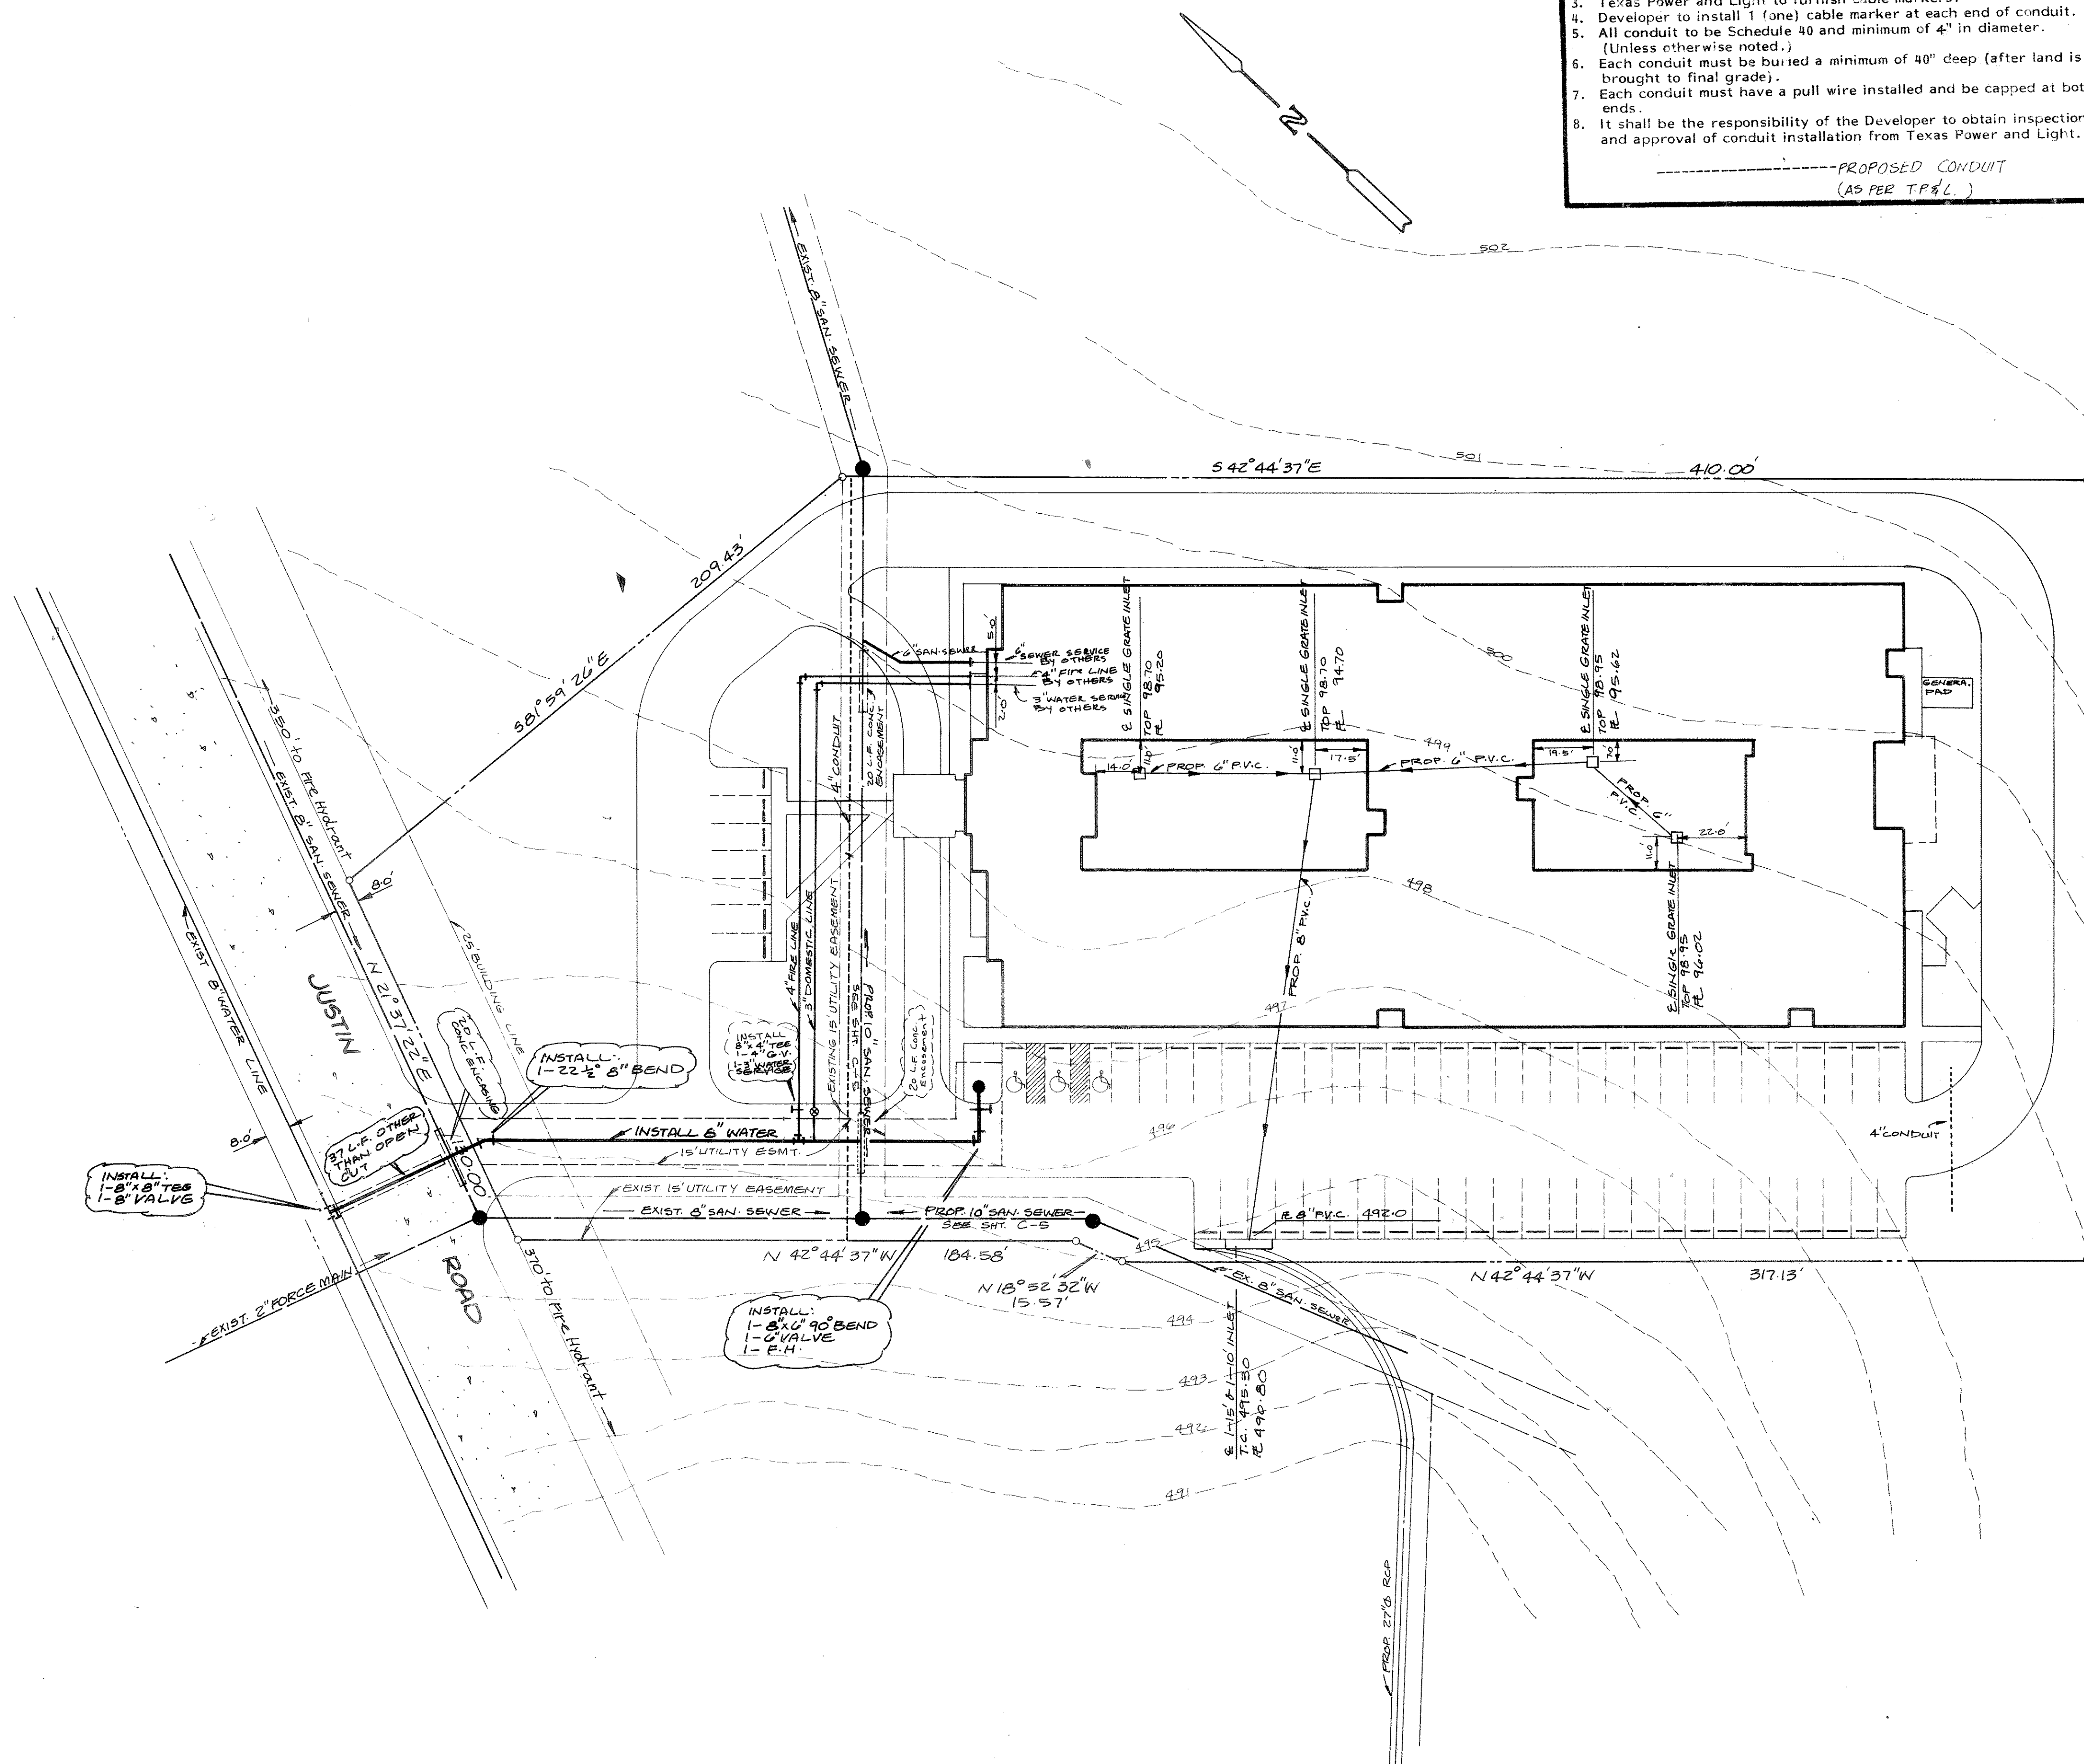 3. Texas Power and Light to furnish cable markers.
4. Developer to install 1 (one) cable marker at each end of conduit.
5. All conduit to be Schedule 40 and minimum of 4" in diameter.
(Unless otherwise noted.)
6. Each conduit must be buried a minimum of 40" deep (after land is
brought to final grade).
7. Each conduit must have a pull wire installed and be capped at bot
ends.
8. It shall be the responsibility of the Developer to obtain inspection
and approval of conduit installation from Texas Power and Light.
PROPOSED CONDUIT
(AS PER T.P.&L.)
N
502
EXIST. 8" SAN. SEWER
S 42°44'37"E
501
410.00'
209.43'
S81°59'26"E
350' to Fire Hydrant
EXIST. 8" SAN. SEWER
EXIST 8" WATER LINE
8.0'
8.0'
JUSTIN
ROAD
N 21°37'22"E
25' BUILDING LINE
20 L.F.
CONC. ENCASING
INSTALL:
1-22½° 8" BEND
37 L.F. OTHER
THAN OPEN
CUT
INSTALL:
1-8"x8" TEE
1-8" VALVE
EXIST. 2" FORCE MAIN
370' to Fire Hydrant
6" SAN. SEWER
5.0'
6"
SEWER SERVICE
BY OTHERS
4" FIRE LINE
BY OTHERS
3" WATER SERVICE
BY OTHERS
2.0'
4" CONDUIT
20 L.F. CONC.
ENCASEMENT
4" FIRE LINE
3" DOMESTIC LINE
EXISTING 15' UTILITY EASEMENT
PROP. 10" SAN. SEWER
SEE SHT. C-5
20 L.F. Conc.
Encasement
INSTALL
8"x4" TEE
1-4" G.V.
1-3" WATER
SERVICE
INSTALL 8" WATER
15' UTILITY ESMT.
EXIST 15' UTILITY EASEMENT
EXIST. 8" SAN. SEWER
PROP. 10" SAN. SEWER
SEE SHT. C-5
N 42°44'37"W
184.58'
N 18°52'32"W
15.57'
INSTALL:
1-8"x6" 90° BEND
1-6" VALVE
1-F.H.
℄ SINGLE GRATE INLET
TOP 98.70
FL 95.20
℄ SINGLE GRATE INLET
TOP 98.70
FL 94.70
℄ SINGLE GRATE INLET
TOP 98.95
FL 95.62
℄ SINGLE GRATE INLET
TOP 98.95
FL 96.02
500
499
498
497
496
495
494
493
492
491
14.0'
11.0'
PROP. 6" P.V.C.
11.0'
17.5'
PROP. 6" P.V.C.
19.5'
PROP. 6"
P.V.C.
22.0'
11.0'
PROP. 8" P.V.C.
GENERA.
PAD
4" CONDUIT
FL 8" P.V.C. 492.0
EX. 8" SAN. SEWER
N 42°44'37"W
317.13'
℄ 1-15' & 1-10' INLET
T.C. 495.30
FL 490.80
PROP. 27"Ø RCP